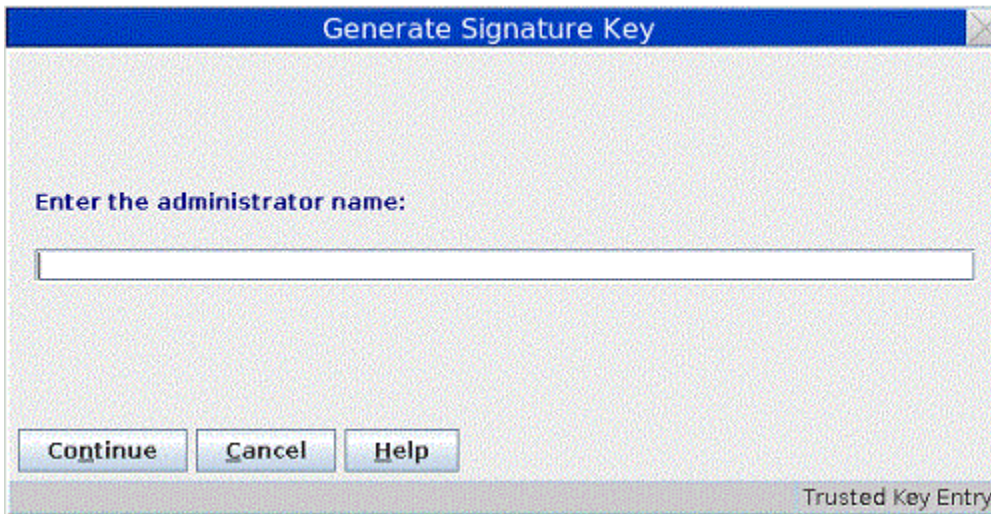 Generate Signature Key
Enter the administrator name:
Continue Cancel Help
Trusted Key Entry